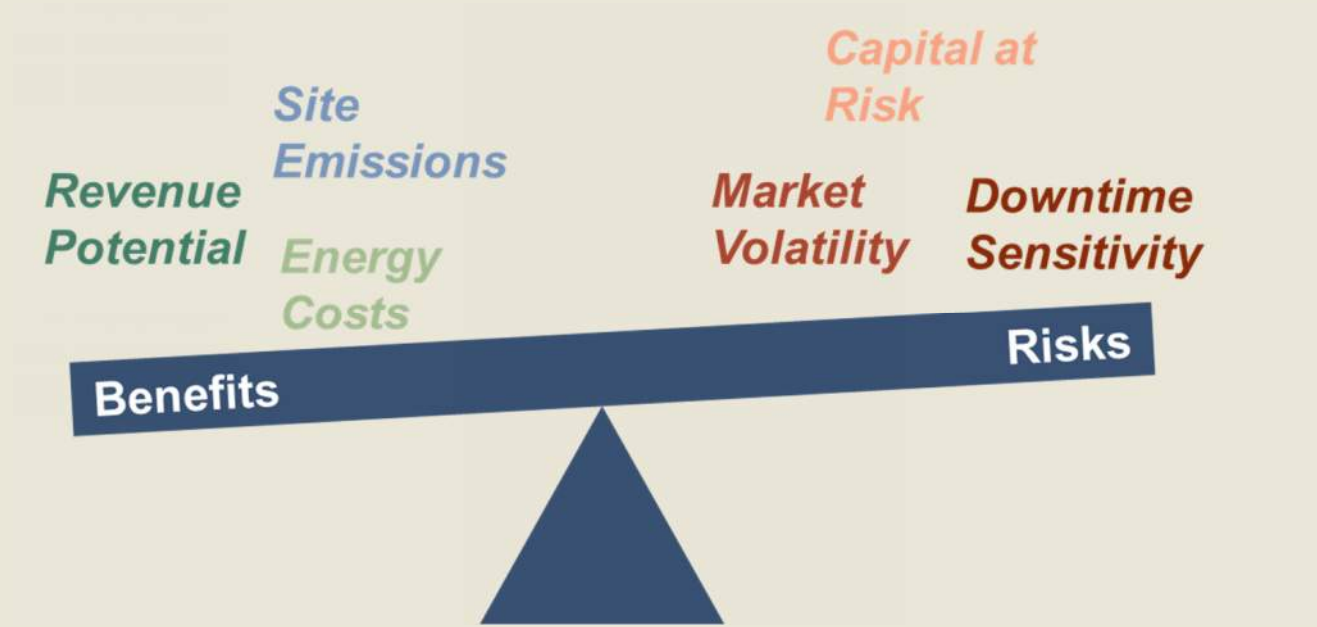 Capital at
Risk
Site
Emissions
Revenue
Potential
Energy
Costs
Market
Volatility
Downtime
Sensitivity
Benefits
Risks